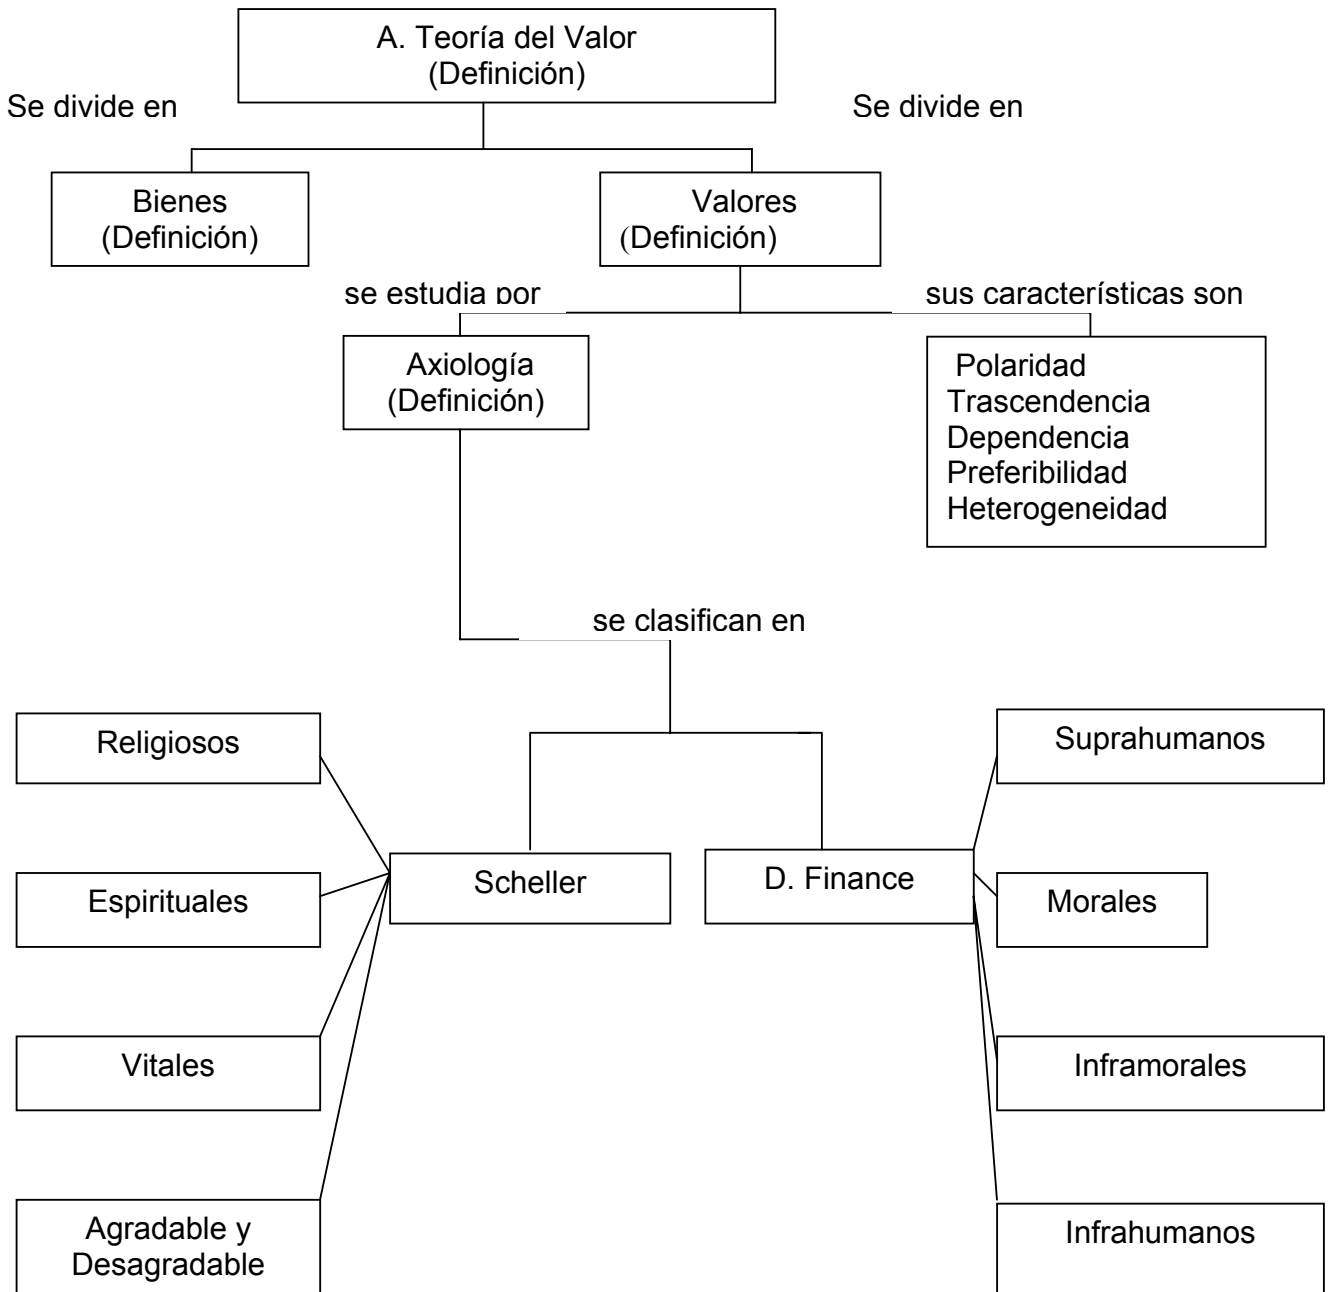 A. Teoría del Valor
(Definición)
Se divide en
Se divide en
Bienes
(Definición)
Valores
(Definición)
se estudia por
sus características son
Axiología
(Definición)
Polaridad
Trascendencia
Dependencia
Preferibilidad
Heterogeneidad
se clasifican en
Religiosos
Suprahumanos
Scheller
D. Finance
Espirituales
Morales
Vitales
Inframorales
Agradable y
Desagradable
Infrahumanos